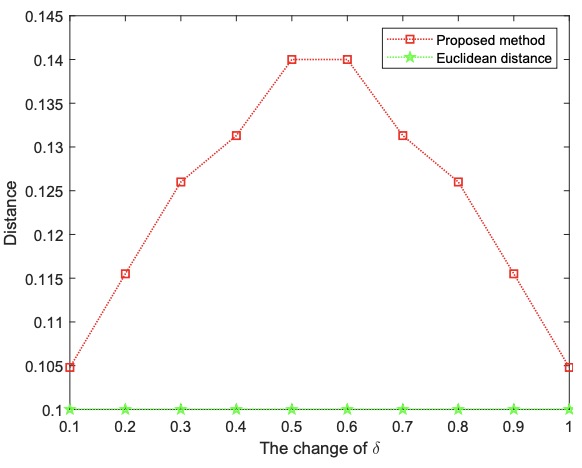 0.145
Proposed method
Euclidean distance
0.14
0.135
0.13
0.125
0.12
0.115
0.11
0.105
0.1
Distance
0.1 0.2 0.3 0.4 0.5 0.6 0.7 0.8 0.9 1
The change of δ